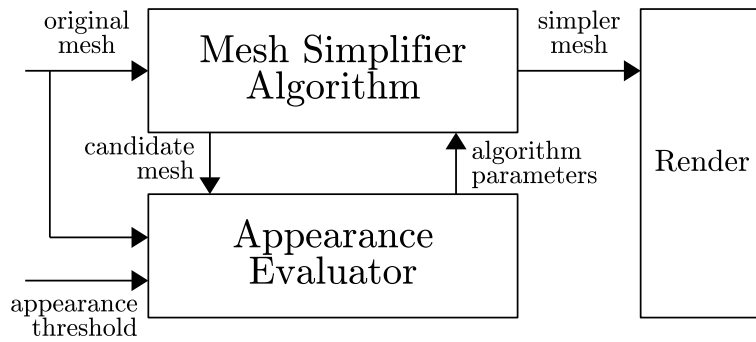 original
mesh
Mesh Simplifier
Algorithm
simpler
mesh
Render
candidate
mesh
algorithm
parameters
Appearance
Evaluator
appearance
threshold